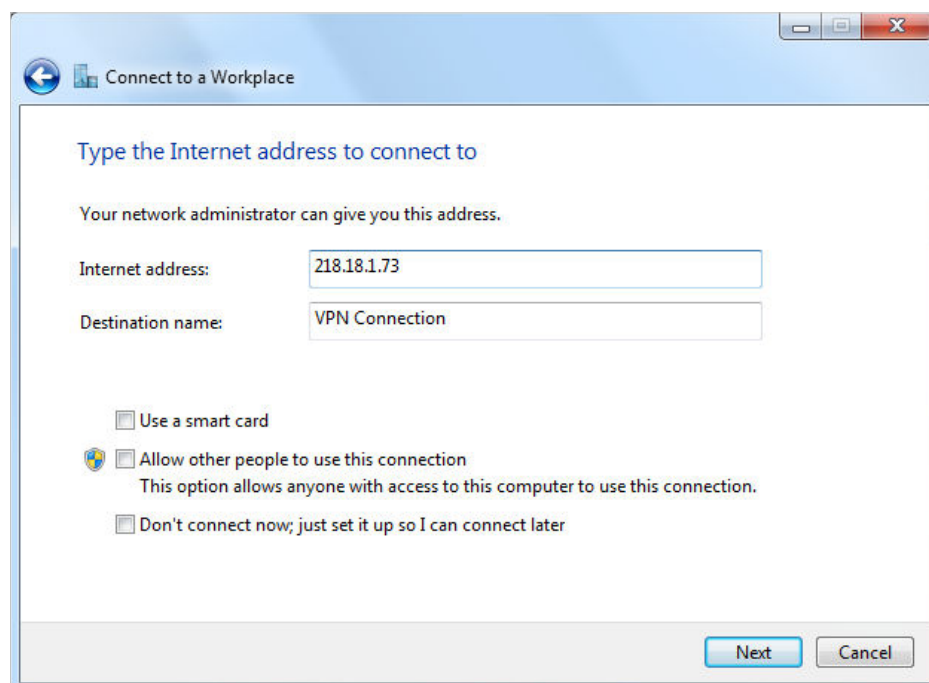 Connect to a Workplace
Type the Internet address to connect to
Your network administrator can give you this address.
Internet address: 218.18.1.73
Destination name: VPN Connection
Use a smart card
Allow other people to use this connection
This option allows anyone with access to this computer to use this connection.
Don't connect now; just set it up so I can connect later
Next Cancel